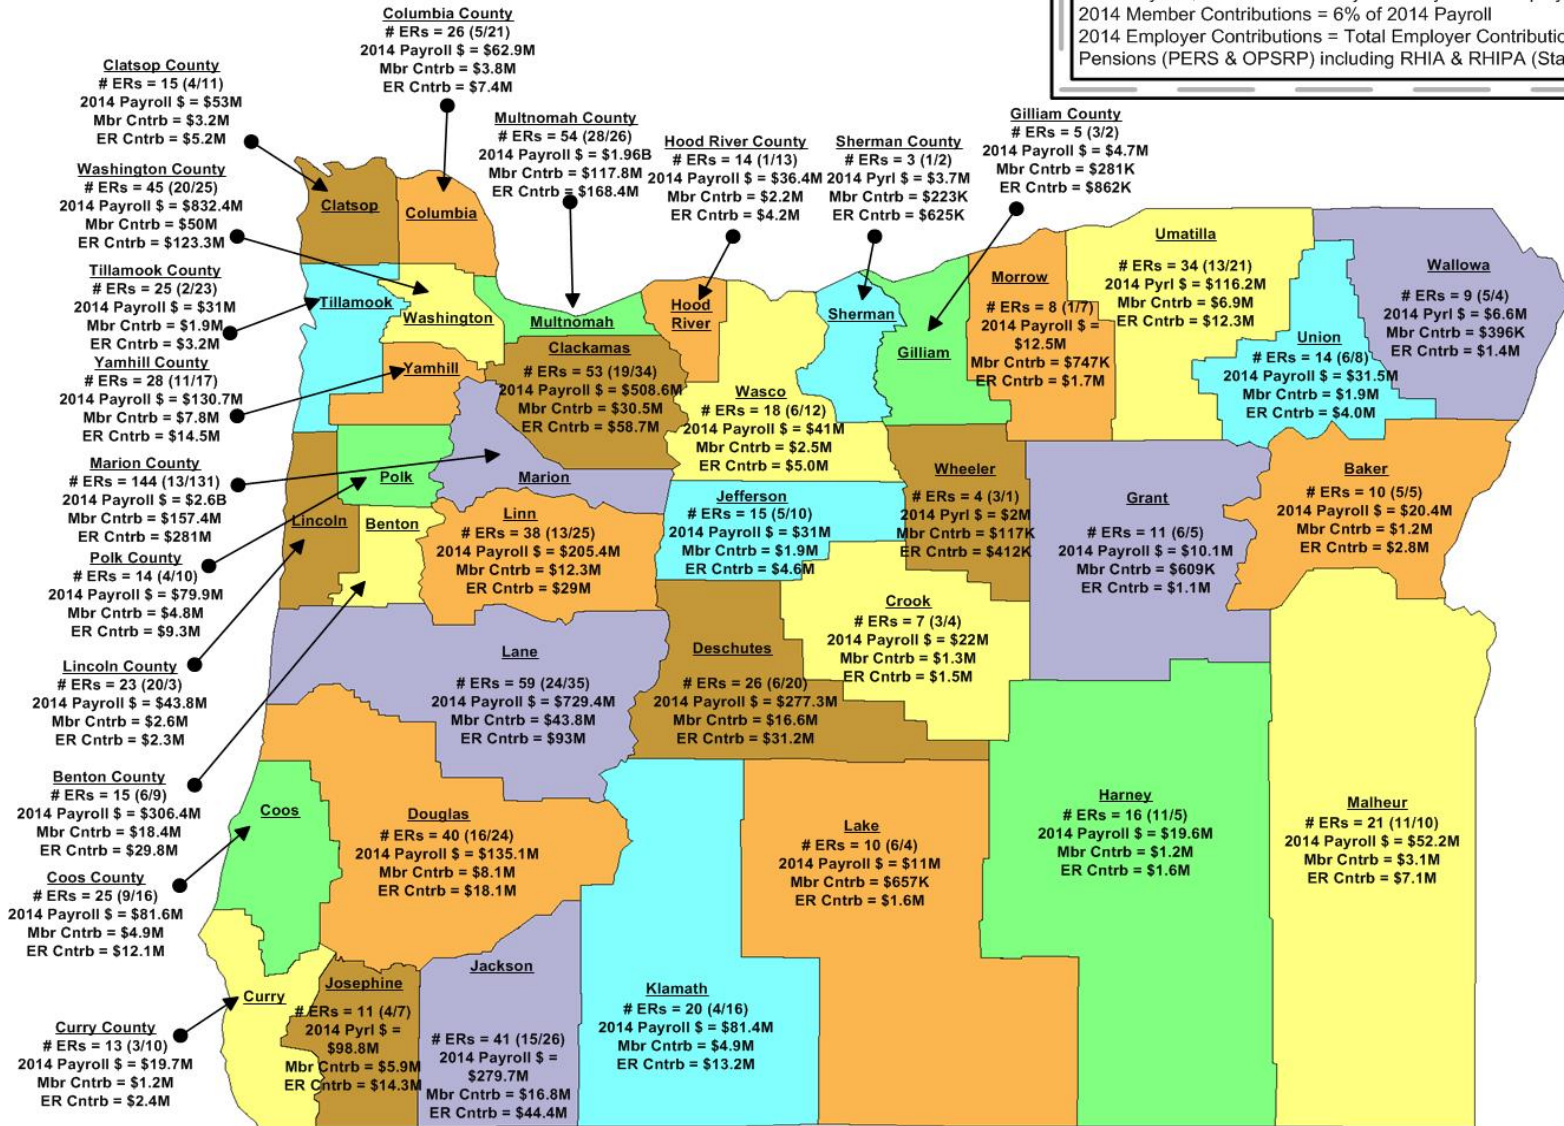 2014 Member Contributions = 6% of 2014 Payroll
2014 Employer Contributions = Total Employer
Pensions (PERS & OPSRP) including RHIA & RHIPA
Columbia County
# ERs = 26 (5/21)
2014 Payroll $ = $62.9M
Mbr Cntrb = $3.8M
ER Cntrb = $7.4M
Clatsop County
# ERs = 15 (4/11)
2014 Payroll $ = $53M
Mbr Cntrb = $3.2M
ER Cntrb = $5.2M
Multnomah County
# ERs = 54 (28/26)
2014 Payroll $ = $1.96B
Mbr Cntrb = $117.8M
ER Cntrb = $168.4M
Hood River County
# ERs = 14 (1/13)
2014 Payroll $ = $36.4M
Mbr Cntrb = $2.2M
ER Cntrb = $4.2M
Sherman County
# ERs = 3 (1/2)
2014 Pyrl $ = $3.7M
Mbr Cntrb = $223K
ER Cntrb = $625K
Gilliam County
# ERs = 5 (3/2)
2014 Payroll $ = $4.7M
Mbr Cntrb = $281K
ER Cntrb = $862K
Washington County
# ERs = 45 (20/25)
2014 Payroll $ = $832.4M
Mbr Cntrb = $50M
ER Cntrb = $123.3M
Tillamook County
# ERs = 25 (2/23)
2014 Payroll $ = $31M
Mbr Cntrb = $1.9M
ER Cntrb = $3.2M
Yamhill County
# ERs = 28 (11/17)
2014 Payroll $ = $130.7M
Mbr Cntrb = $7.8M
ER Cntrb = $14.5M
Marion County
# ERs = 144 (13/131)
2014 Payroll $ = $2.6B
Mbr Cntrb = $157.4M
ER Cntrb = $281M
Polk County
# ERs = 14 (4/10)
2014 Payroll $ = $79.9M
Mbr Cntrb = $4.8M
ER Cntrb = $9.3M
Lincoln County
# ERs = 23 (20/3)
2014 Payroll $ = $43.8M
Mbr Cntrb = $2.6M
ER Cntrb = $2.3M
Benton County
# ERs = 15 (6/9)
2014 Payroll $ = $306.4M
Mbr Cntrb = $18.4M
ER Cntrb = $29.8M
Coos County
# ERs = 25 (9/16)
2014 Payroll $ = $81.6M
Mbr Cntrb = $4.9M
ER Cntrb = $12.1M
Curry County
# ERs = 13 (3/10)
2014 Payroll $ = $19.7M
Mbr Cntrb = $1.2M
ER Cntrb = $2.4M
Clatsop
Columbia
Tillamook
Washington
Multnomah
Hood
River
Sherman
Gilliam
Yamhill
Polk
Marion
Lincoln
Benton
Coos
Curry
Clackamas
# ERs = 53 (19/34)
2014 Payroll $ = $508.6M
Mbr Cntrb = $30.5M
ER Cntrb = $58.7M
Wasco
# ERs = 18 (6/12)
2014 Payroll $ = $41M
Mbr Cntrb = $2.5M
ER Cntrb = $5.0M
Morrow
# ERs = 8 (1/7)
2014 Payroll $ =
$12.5M
Mbr Cntrb = $747K
ER Cntrb = $1.7M
Umatilla
# ERs = 34 (13/21)
2014 Pyrl $ = $116.2M
Mbr Cntrb = $6.9M
ER Cntrb = $12.3M
Union
# ERs = 14 (6/8)
2014 Payroll $ = $31.5M
Mbr Cntrb = $1.9M
ER Cntrb = $4.0M
Wallowa
# ERs = 9 (5/4)
2014 Pyrl $ = $6.6M
Mbr Cntrb = $396K
ER Cntrb = $1.4M
Linn
# ERs = 38 (13/25)
2014 Payroll $ = $205.4M
Mbr Cntrb = $12.3M
ER Cntrb = $29M
Jefferson
# ERs = 15 (5/10)
2014 Payroll $ = $31M
Mbr Cntrb = $1.9M
ER Cntrb = $4.6M
Wheeler
# ERs = 4 (3/1)
2014 Pyrl $ = $2M
Mbr Cntrb = $117K
ER Cntrb = $412K
Grant
# ERs = 11 (6/5)
2014 Payroll $ = $10.1M
Mbr Cntrb = $609K
ER Cntrb = $1.1M
Baker
# ERs = 10 (5/5)
2014 Payroll $ = $20.4M
Mbr Cntrb = $1.2M
ER Cntrb = $2.8M
Crook
# ERs = 7 (3/4)
2014 Payroll $ = $22M
Mbr Cntrb = $1.3M
ER Cntrb = $1.5M
Lane
# ERs = 59 (24/35)
2014 Payroll $ = $729.4M
Mbr Cntrb = $43.8M
ER Cntrb = $93M
Deschutes
# ERs = 26 (6/20)
2014 Payroll $ = $277.3M
Mbr Cntrb = $16.6M
ER Cntrb = $31.2M
Douglas
# ERs = 40 (16/24)
2014 Payroll $ = $135.1M
Mbr Cntrb = $8.1M
ER Cntrb = $18.1M
Lake
# ERs = 10 (6/4)
2014 Payroll $ = $11M
Mbr Cntrb = $657K
ER Cntrb = $1.6M
Harney
# ERs = 16 (11/5)
2014 Payroll $ = $19.6M
Mbr Cntrb = $1.2M
ER Cntrb = $1.6M
Malheur
# ERs = 21 (11/10)
2014 Payroll $ = $52.2M
Mbr Cntrb = $3.1M
ER Cntrb = $7.1M
Josephine
# ERs = 11 (4/7)
2014 Pyrl $ =
$98.8M
Mbr Cntrb = $5.9M
ER Cntrb = $14.3M
Jackson
# ERs = 41 (15/26)
2014 Payroll $ =
$279.7M
Mbr Cntrb = $16.8M
ER Cntrb = $44.4M
Klamath
# ERs = 20 (4/16)
2014 Payroll $ = $81.4M
Mbr Cntrb = $4.9M
ER Cntrb = $13.2M